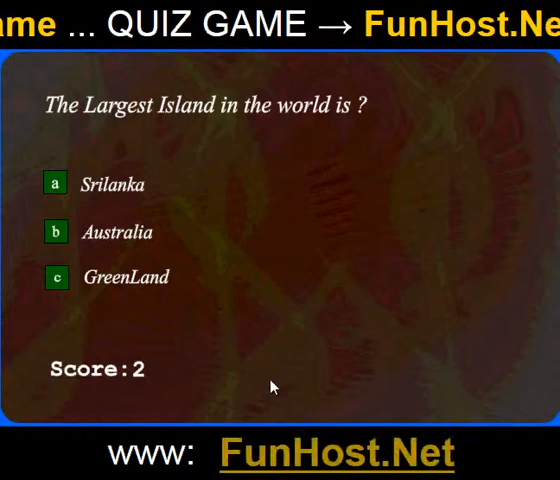 ame ... QUIZ GAME → FunHost.Ne
The Largest Island in the world is ?
a Srilanka
b Australia
c GreenLand
Score:2
www: FunHost.Net